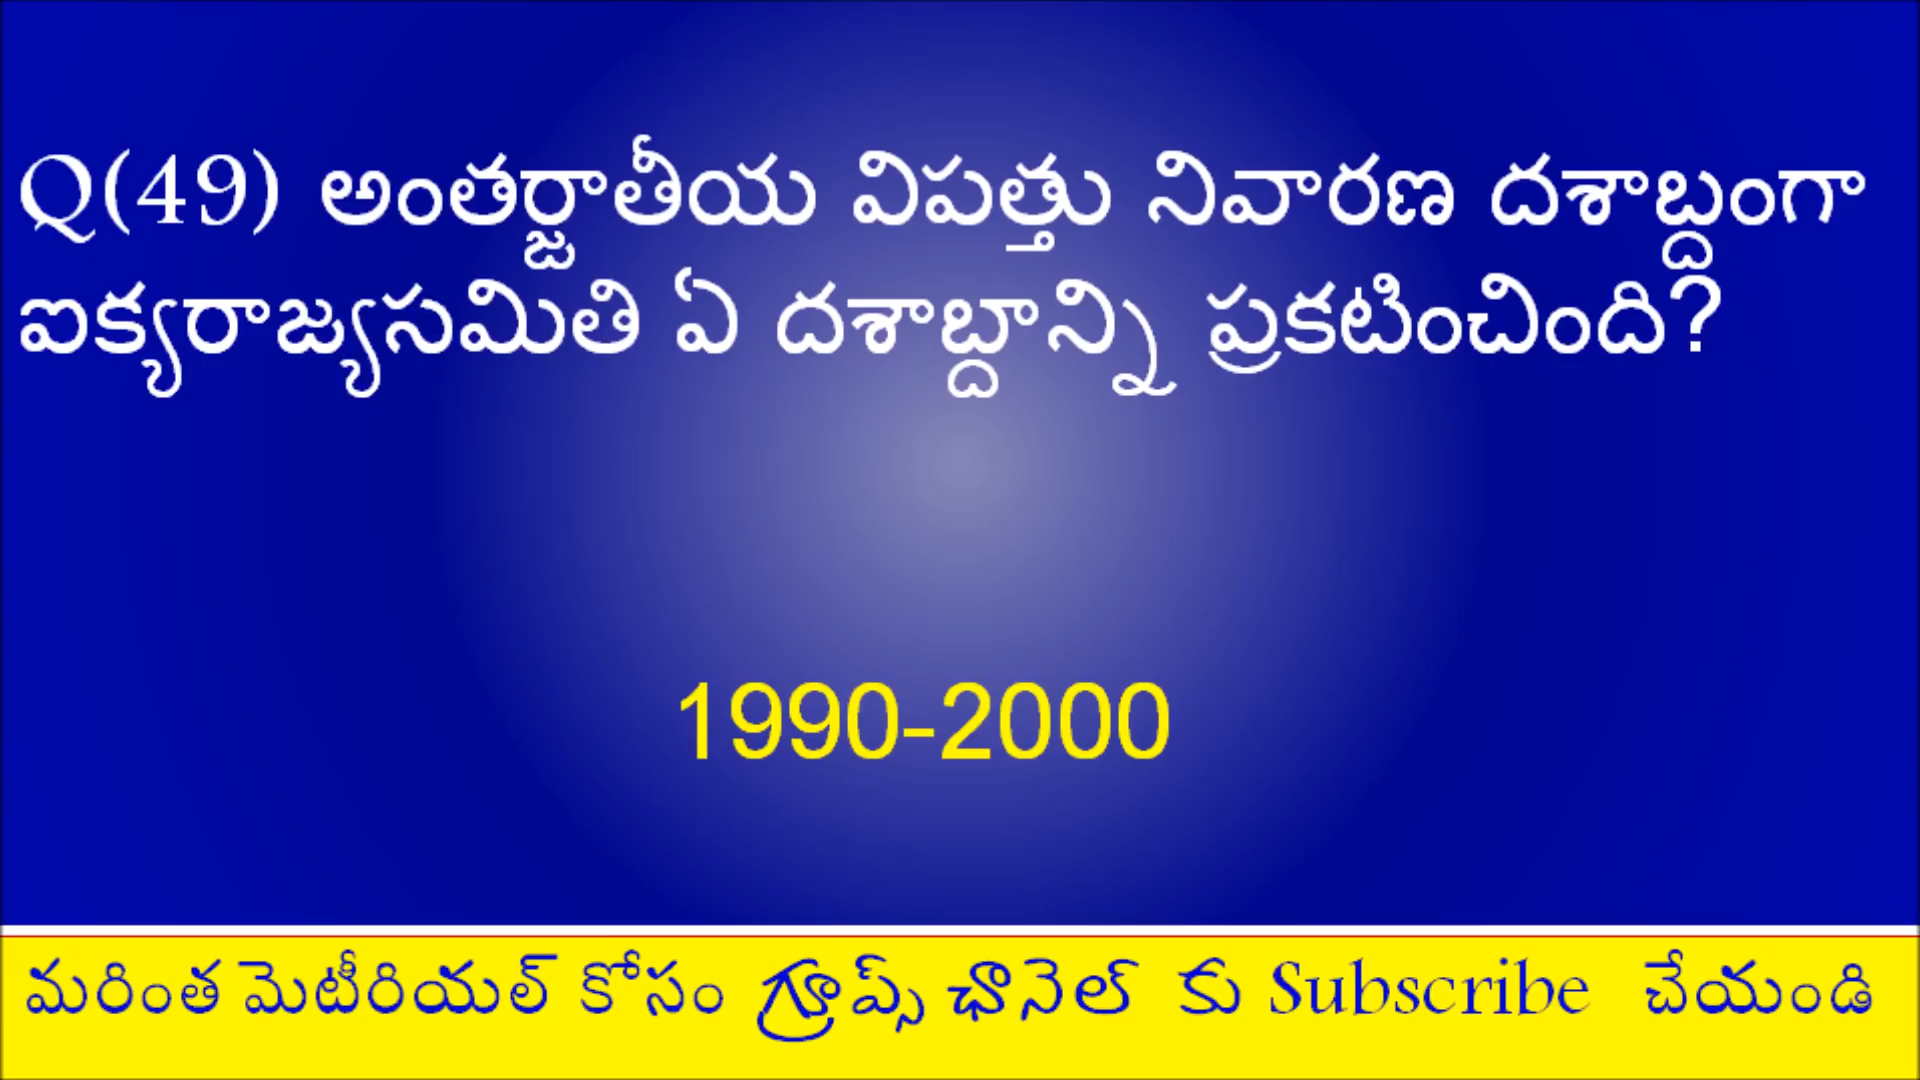 Q(49) అంతర్జాతీయ విపత్తు నివారణ దశాబ్దంగా
ఐక్యరాజ్యసమితి ఏ దశాబ్దాన్ని ప్రకటించింది?
1990-2000
మరింత మెటీరియల్ కోసం గ్రూప్స్ ఛానెల్ కు Subscribe చేయండి